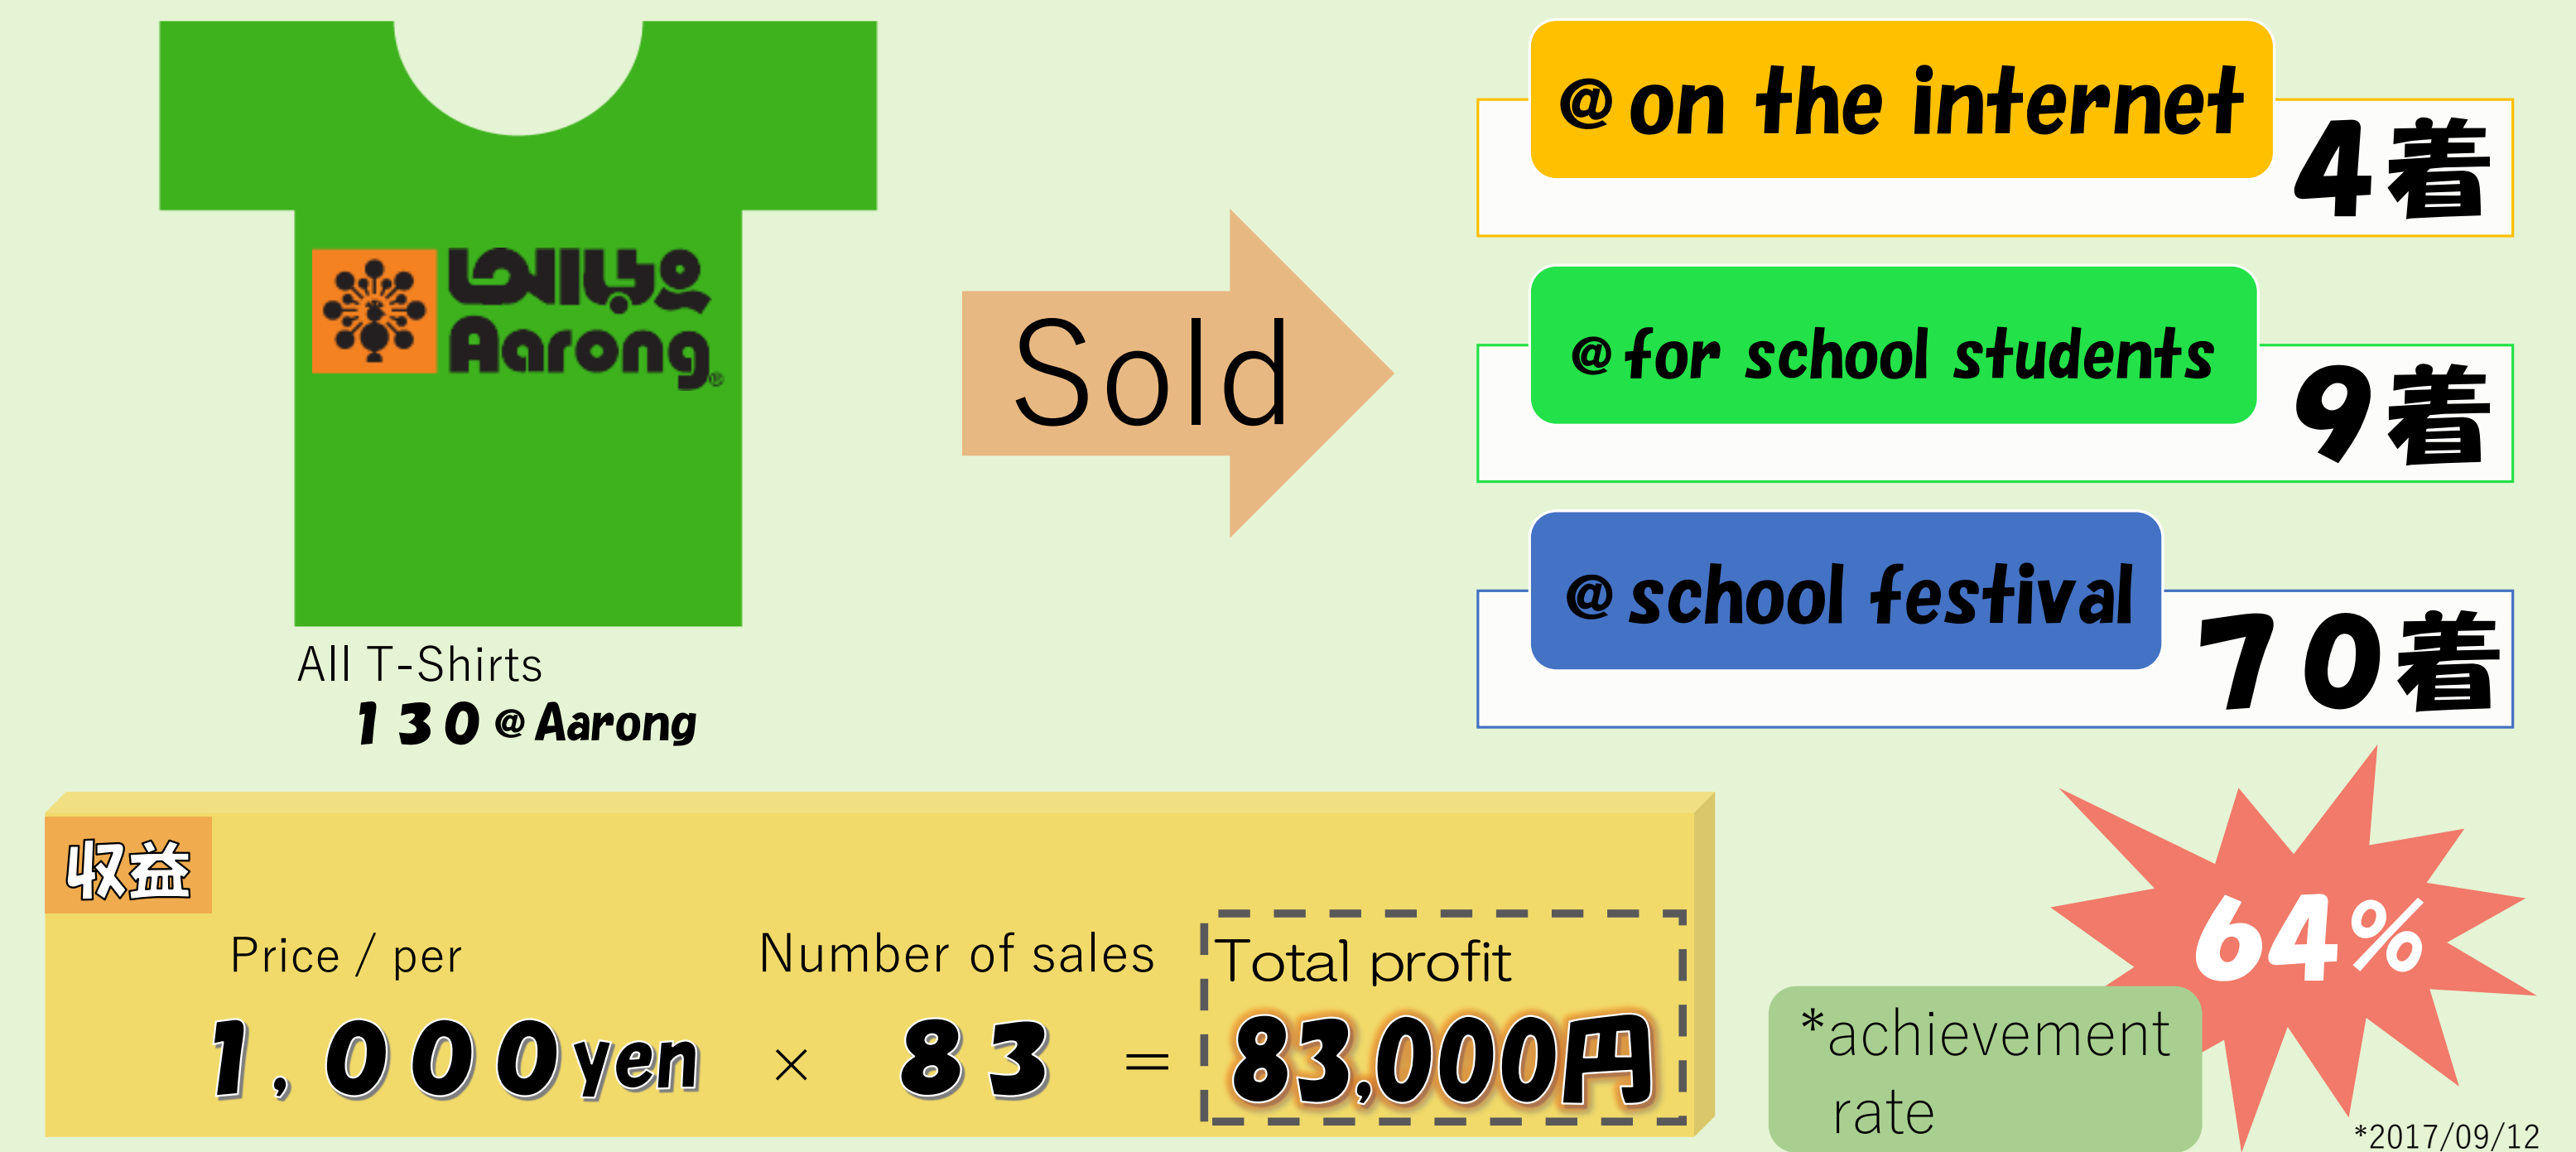 আড়ং
Aarong®
All T-Shirts
130@Aarong
Sold
@on the internet
4着
@for school students
9着
@school festival
70着
収益
Price / per
Number of sales
Total profit
1,000yen × 83 = 83,000円
64%
*achievement
rate
*2017/09/12